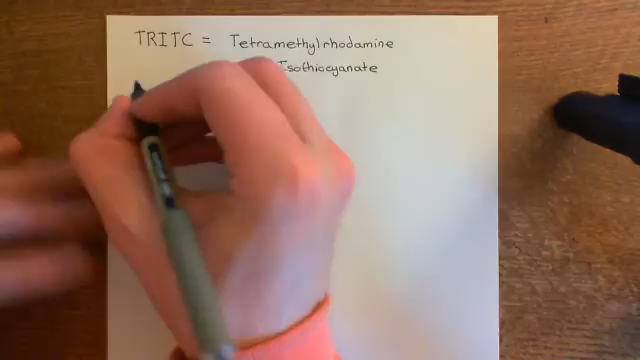 TRITC = Tetramethylrhodamine
Isothiocyanate